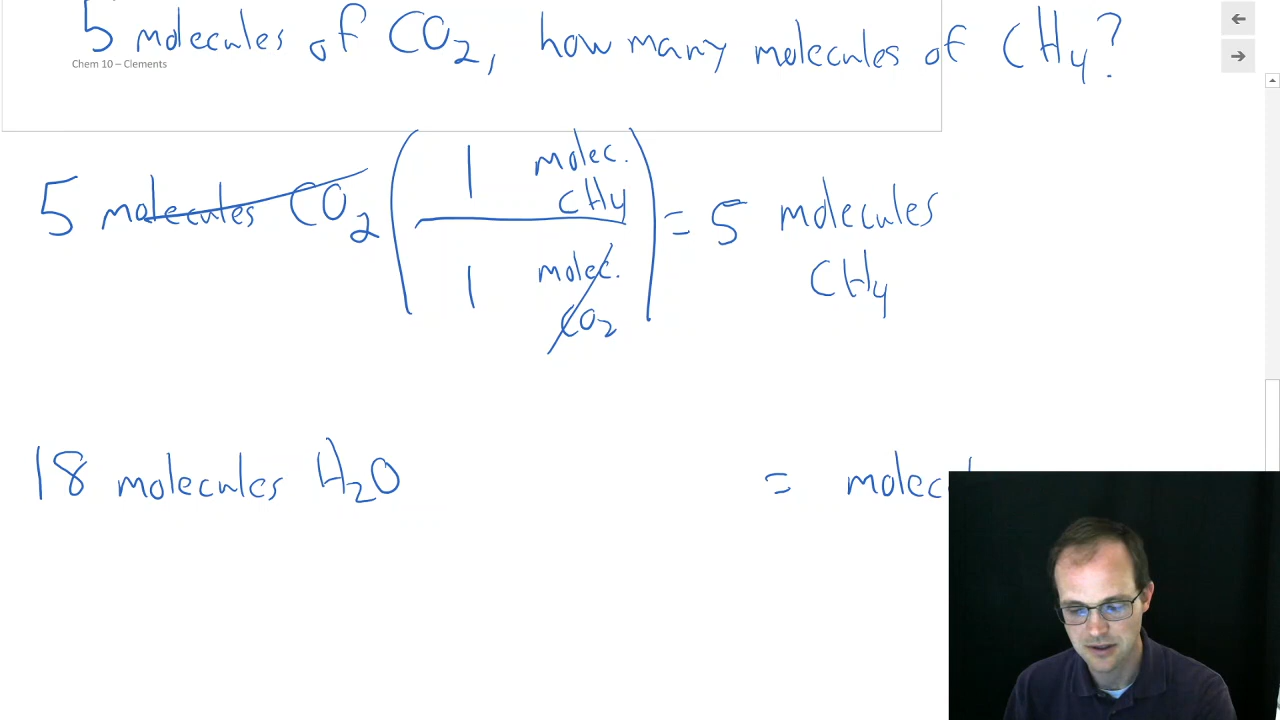 5 molecules of CO₂, how many molecules of CH₄?
Chem 10 – Clements
5 molecules CO₂ ( 1 molec. CH₄ / 1 molec. CO₂ ) = 5 molecules CH₄
18 molecules H₂O =